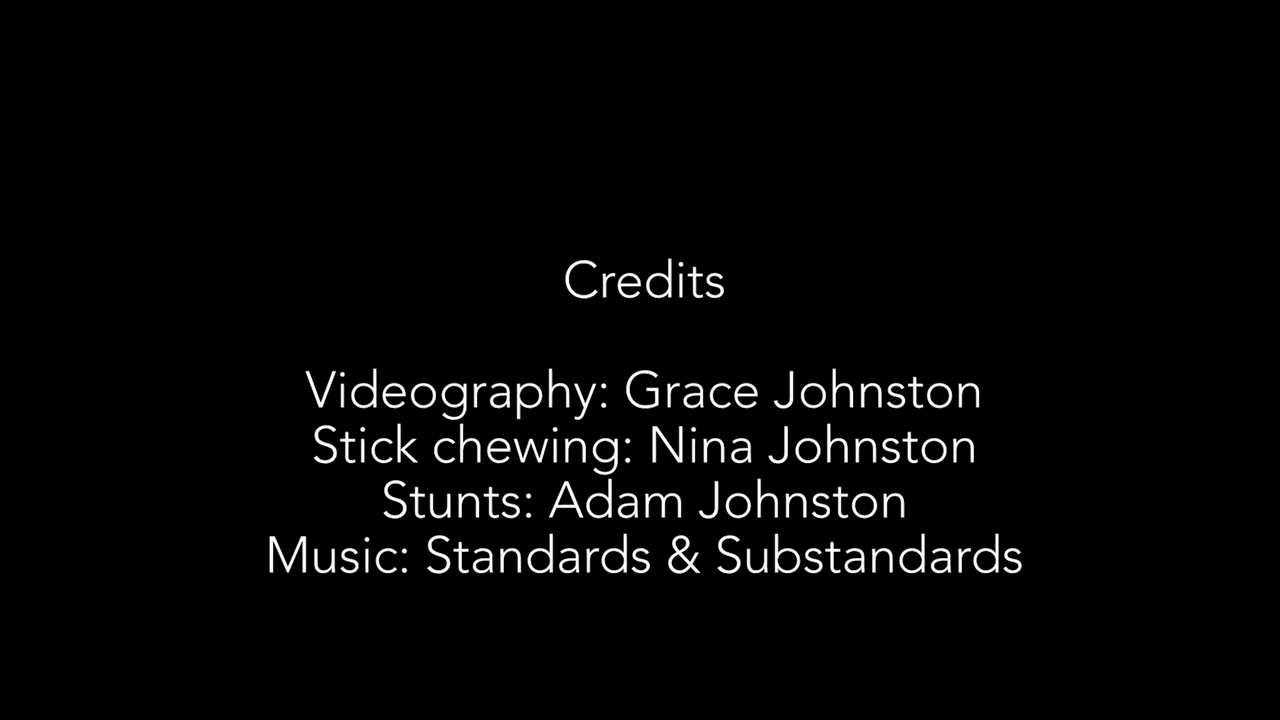 Credits
Videography: Grace Johnston
Stick chewing: Nina Johnston
Stunts: Adam Johnston
Music: Standards & Substandards